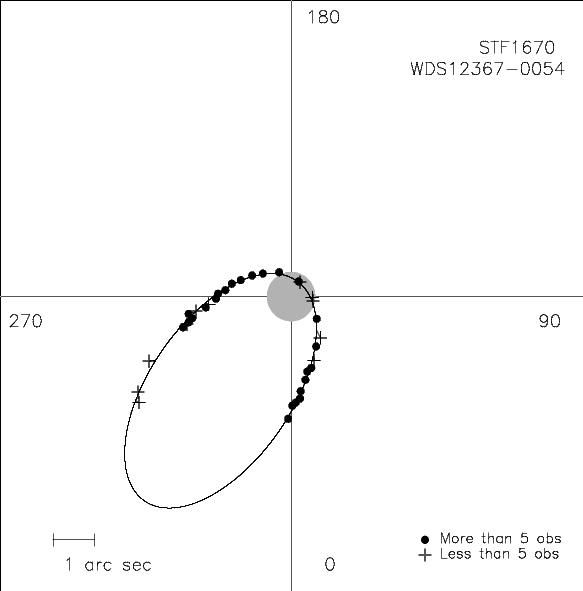 180
STF1670
WDS12367-0054
270
90
More than 5 obs
Less than 5 obs
1 arc sec
0